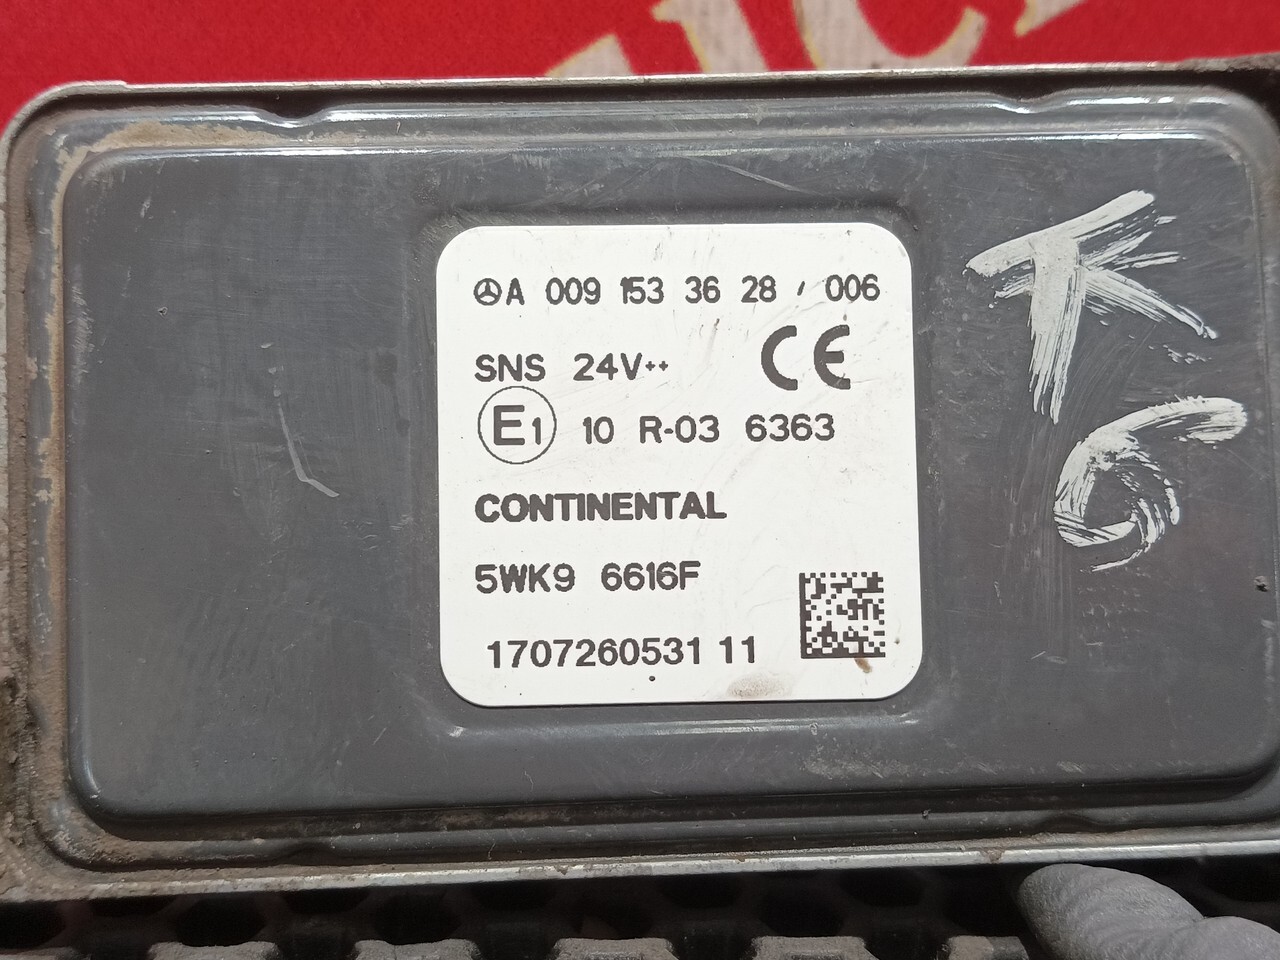 A 009 153 36 28 / 006
SNS 24V++ CE
E1 10 R-03 6363
CONTINENTAL
5WK9 6616F
1707260531 11